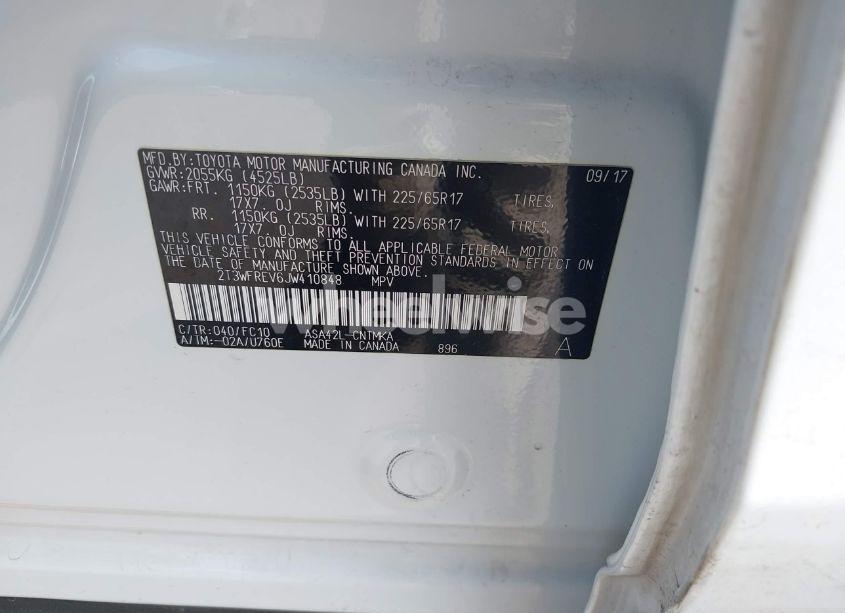 MFD.BY:TOYOTA MOTOR MANUFACTURING CANADA INC. 09/17
GVWR:2055KG (4525LB)
GAWR:FRT. 1150KG (2535LB) WITH 225/65R17 TIRES,
17X7.0J RIMS.
RR. 1150KG (2535LB) WITH 225/65R17 TIRES,
17X7.0J RIMS.
THIS VEHICLE CONFORMS TO ALL APPLICABLE FEDERAL MOTOR
VEHICLE SAFETY AND THEFT PREVENTION STANDARDS IN EFFECT ON
THE DATE OF MANUFACTURE SHOWN ABOVE.
2T3WFREV6JW410848 MPV
wheelwise
C/TR:040/FC10 ASA42L-CNTMKA
A/TM:-02A/U760E MADE IN CANADA 896 A